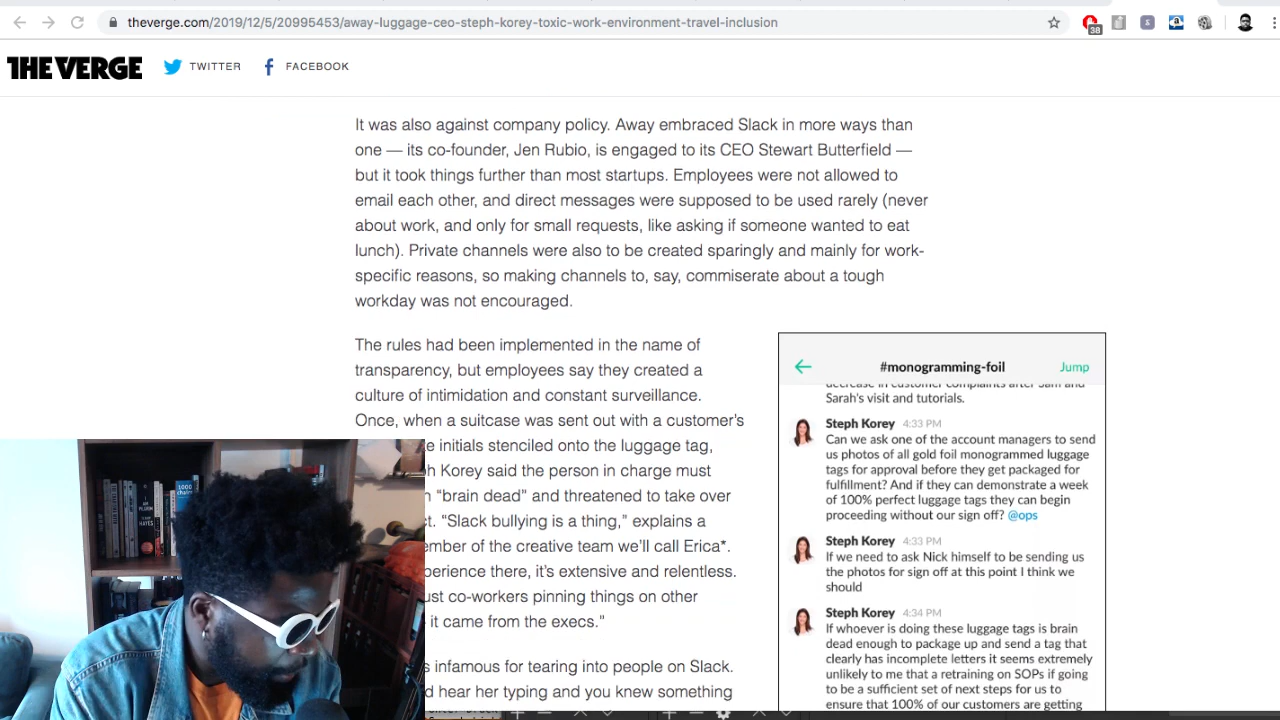 theverge.com/2019/12/5/20995453/away-luggage-ceo-steph-korey-toxic-work-environment-travel-inclusion
38
THE VERGE
TWITTER
FACEBOOK
It was also against company policy. Away embraced Slack in more ways than
one — its co-founder, Jen Rubio, is engaged to its CEO Stewart Butterfield —
but it took things further than most startups. Employees were not allowed to
email each other, and direct messages were supposed to be used rarely (never
about work, and only for small requests, like asking if someone wanted to eat
lunch). Private channels were also to be created sparingly and mainly for work-
specific reasons, so making channels to, say, commiserate about a tough
workday was not encouraged.
The rules had been implemented in the name of
transparency, but employees say they created a
culture of intimidation and constant surveillance.
Once, when a suitcase was sent out with a customer's
e initials stenciled onto the luggage tag,
h Korey said the person in charge must
n “brain dead” and threatened to take over
t. “Slack bullying is a thing,” explains a
ember of the creative team we'll call Erica*.
perience there, it's extensive and relentless.
ust co-workers pinning things on other
it came from the execs."
s infamous for tearing into people on Slack.
d hear her typing and you knew something
#monogramming-foil
Jump
decrease in customer complaints after Sam and
Sarah's visit and tutorials.
Steph Korey 4:33 PM
Can we ask one of the account managers to send
us photos of all gold foil monogrammed luggage
tags for approval before they get packaged for
fulfillment? And if they can demonstrate a week
of 100% perfect luggage tags they can begin
proceeding without our sign off? @ops
Steph Korey 4:33 PM
If we need to ask Nick himself to be sending us
the photos for sign off at this point I think we
should
Steph Korey 4:34 PM
If whoever is doing these luggage tags is brain
dead enough to package up and send a tag that
clearly has incomplete letters it seems extremely
unlikely to me that a retraining on SOPs if going
to be a sufficient set of next steps for us to
ensure that 100% of our customers are getting